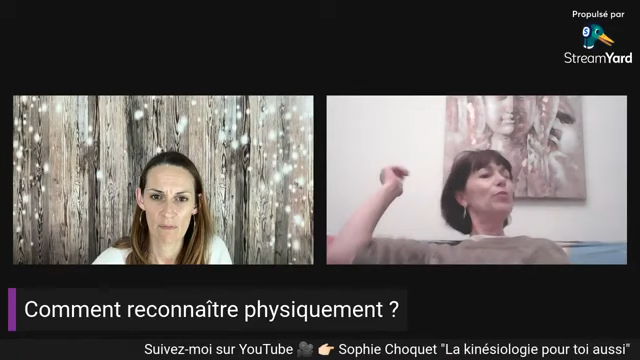 Propulsé par
StreamYard
Comment reconnaître physiquement ?
Suivez-moi sur YouTube 🎥 👉🏻 Sophie Choquet "La kinésiologie pour toi aussi"